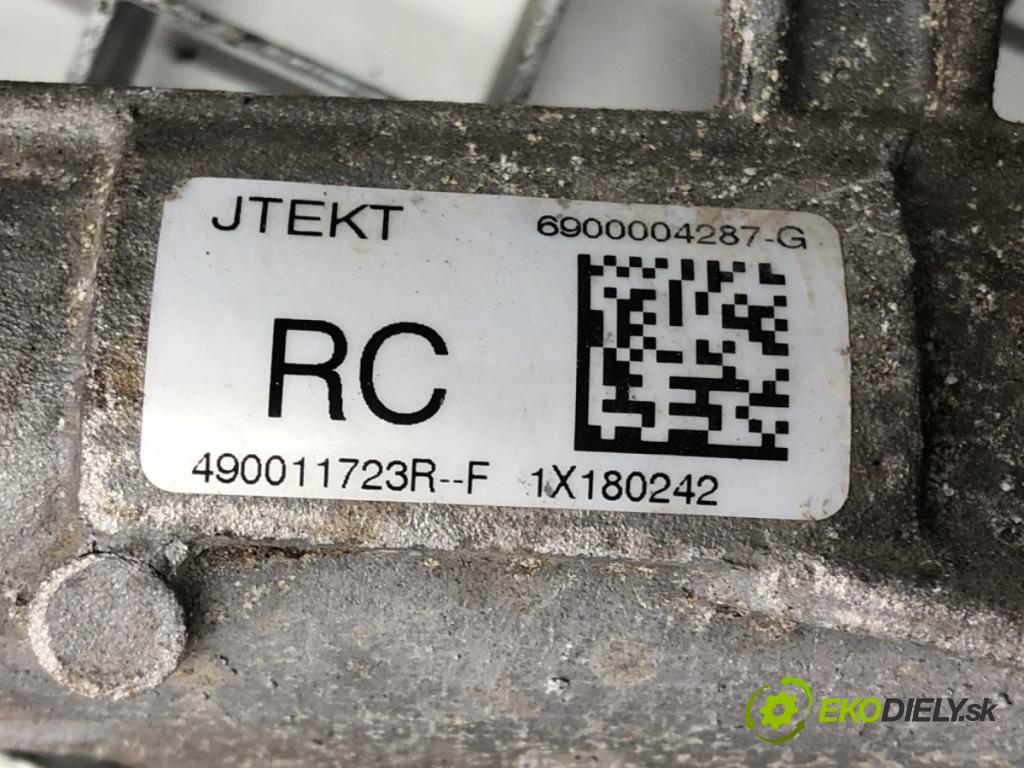 JTEKT 6900004287-G
RC
490011723R--F 1X180242
EKODIELY.sk